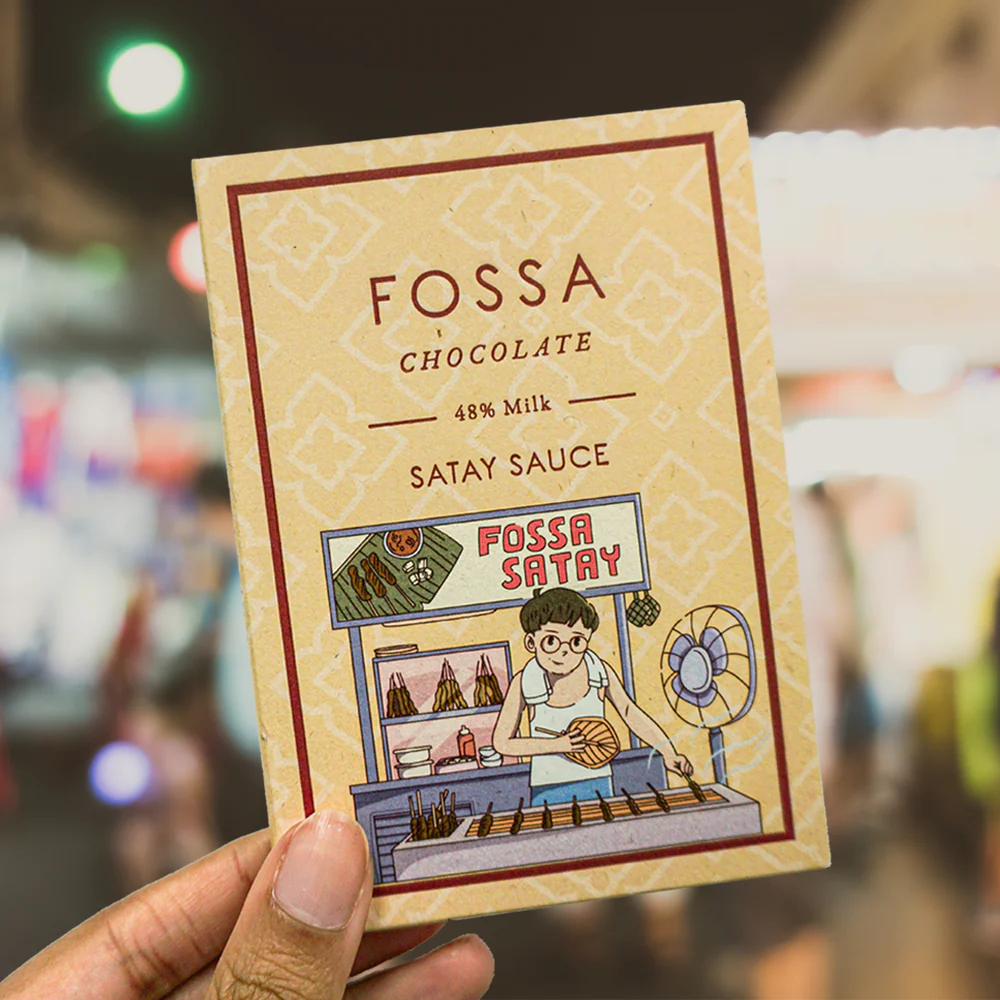 FOSSA
CHOCOLATE
48% Milk
SATAY SAUCE
FOSSA
SATAY